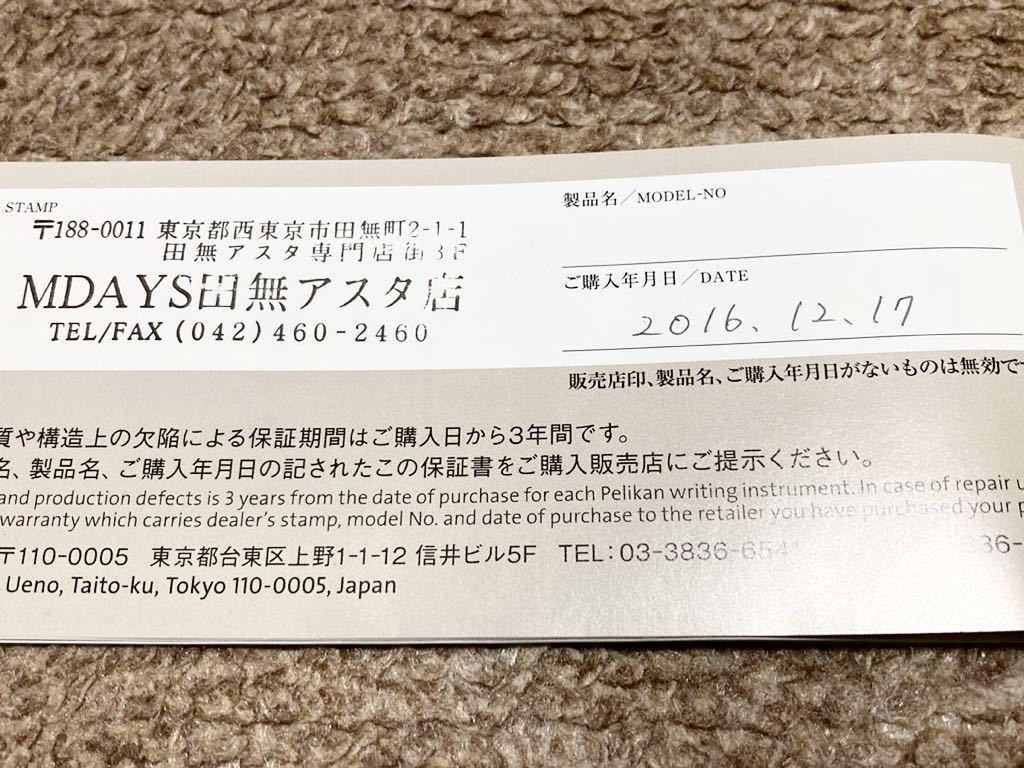 STAMP
〒188-0011 東京都西東京市田無町2-1-1
田無アスタ専門店街3F
MDAYS田無アスタ店
TEL/FAX (042) 460-2460
製品名/MODEL-NO
ご購入年月日/DATE
2016. 12. 17
販売店印、製品名、ご購入年月日がないものは無効で
質や構造上の欠陥による保証期間はご購入日から3年間です。
名、製品名、ご購入年月日の記されたこの保証書をご購入販売店にご提示ください。
and production defects is 3 years from the date of purchase for each Pelikan writing instrument. In case of repair
warranty which carries dealer's stamp, model No. and date of purchase to the retailer you have purchased your
〒110-0005 東京都台東区上野1-1-12 信井ビル5F TEL:03-3836-6541
Ueno, Taito-ku, Tokyo 110-0005, Japan